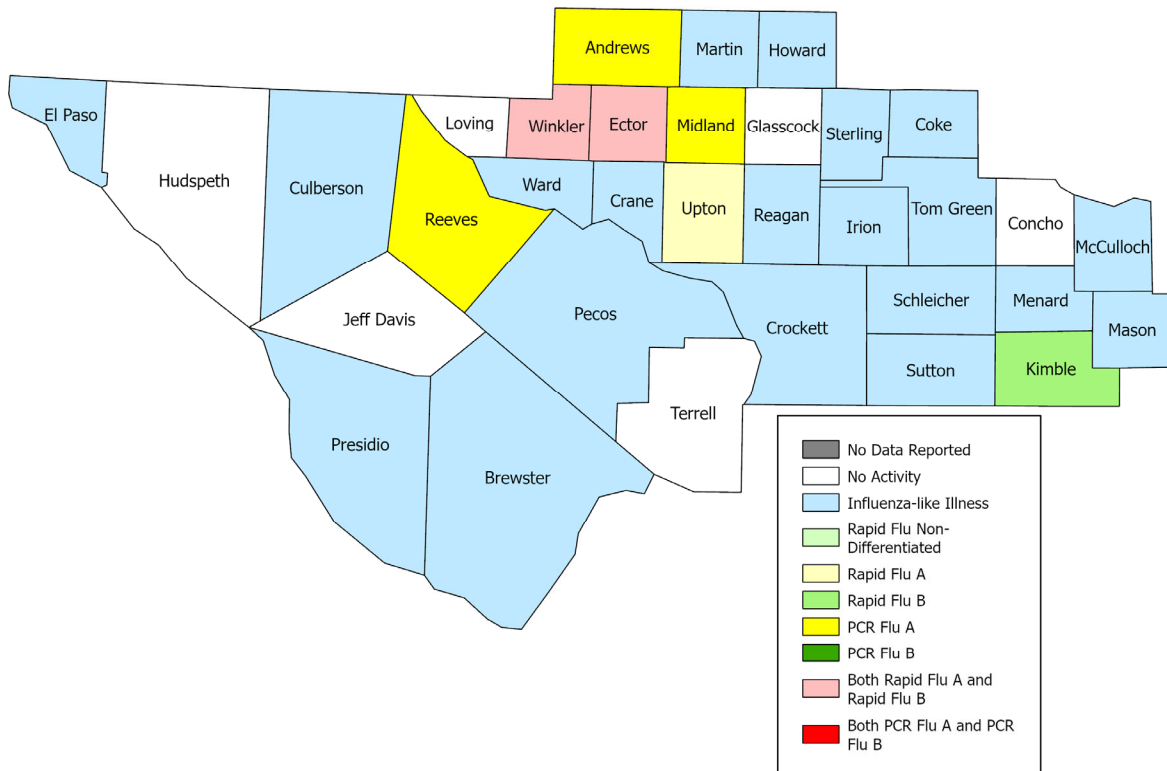 Andrews
Martin
Howard
El Paso
Hudspeth
Culberson
Reeves
Loving
Winkler
Ector
Midland
Glasscock
Sterling
Coke
Ward
Crane
Upton
Reagan
Irion
Tom Green
Concho
McCulloch
Jeff Davis
Pecos
Crockett
Schleicher
Menard
Mason
Sutton
Kimble
Terrell
Presidio
Brewster
No Data Reported
No Activity
Influenza-like Illness
Rapid Flu Non-
Differentiated
Rapid Flu A
Rapid Flu B
PCR Flu A
PCR Flu B
Both Rapid Flu A and
Rapid Flu B
Both PCR Flu A and PCR
Flu B